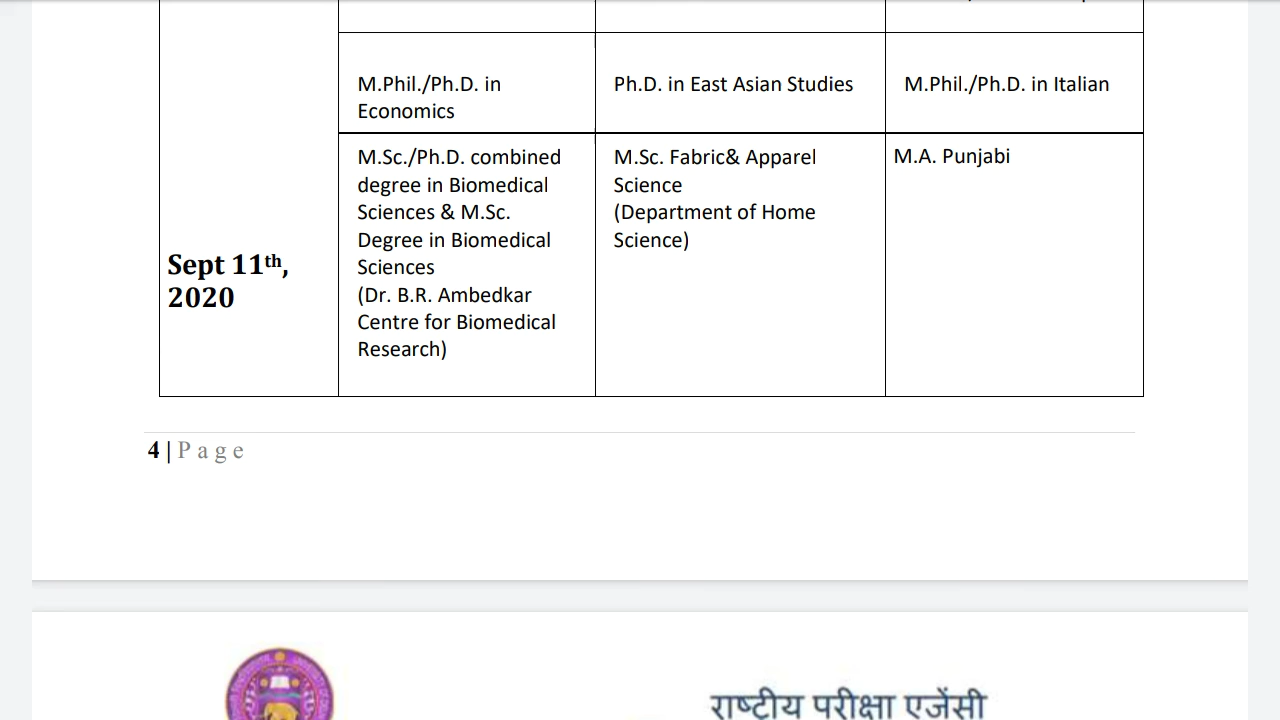 M.Phil./Ph.D. in
Economics
Ph.D. in East Asian Studies
M.Phil./Ph.D. in Italian
Sept 11th,
2020
M.Sc./Ph.D. combined
degree in Biomedical
Sciences & M.Sc.
Degree in Biomedical
Sciences
(Dr. B.R. Ambedkar
Centre for Biomedical
Research)
M.Sc. Fabric& Apparel
Science
(Department of Home
Science)
M.A. Punjabi
4 | Page
राष्टीय परीक्षा एजेंसी